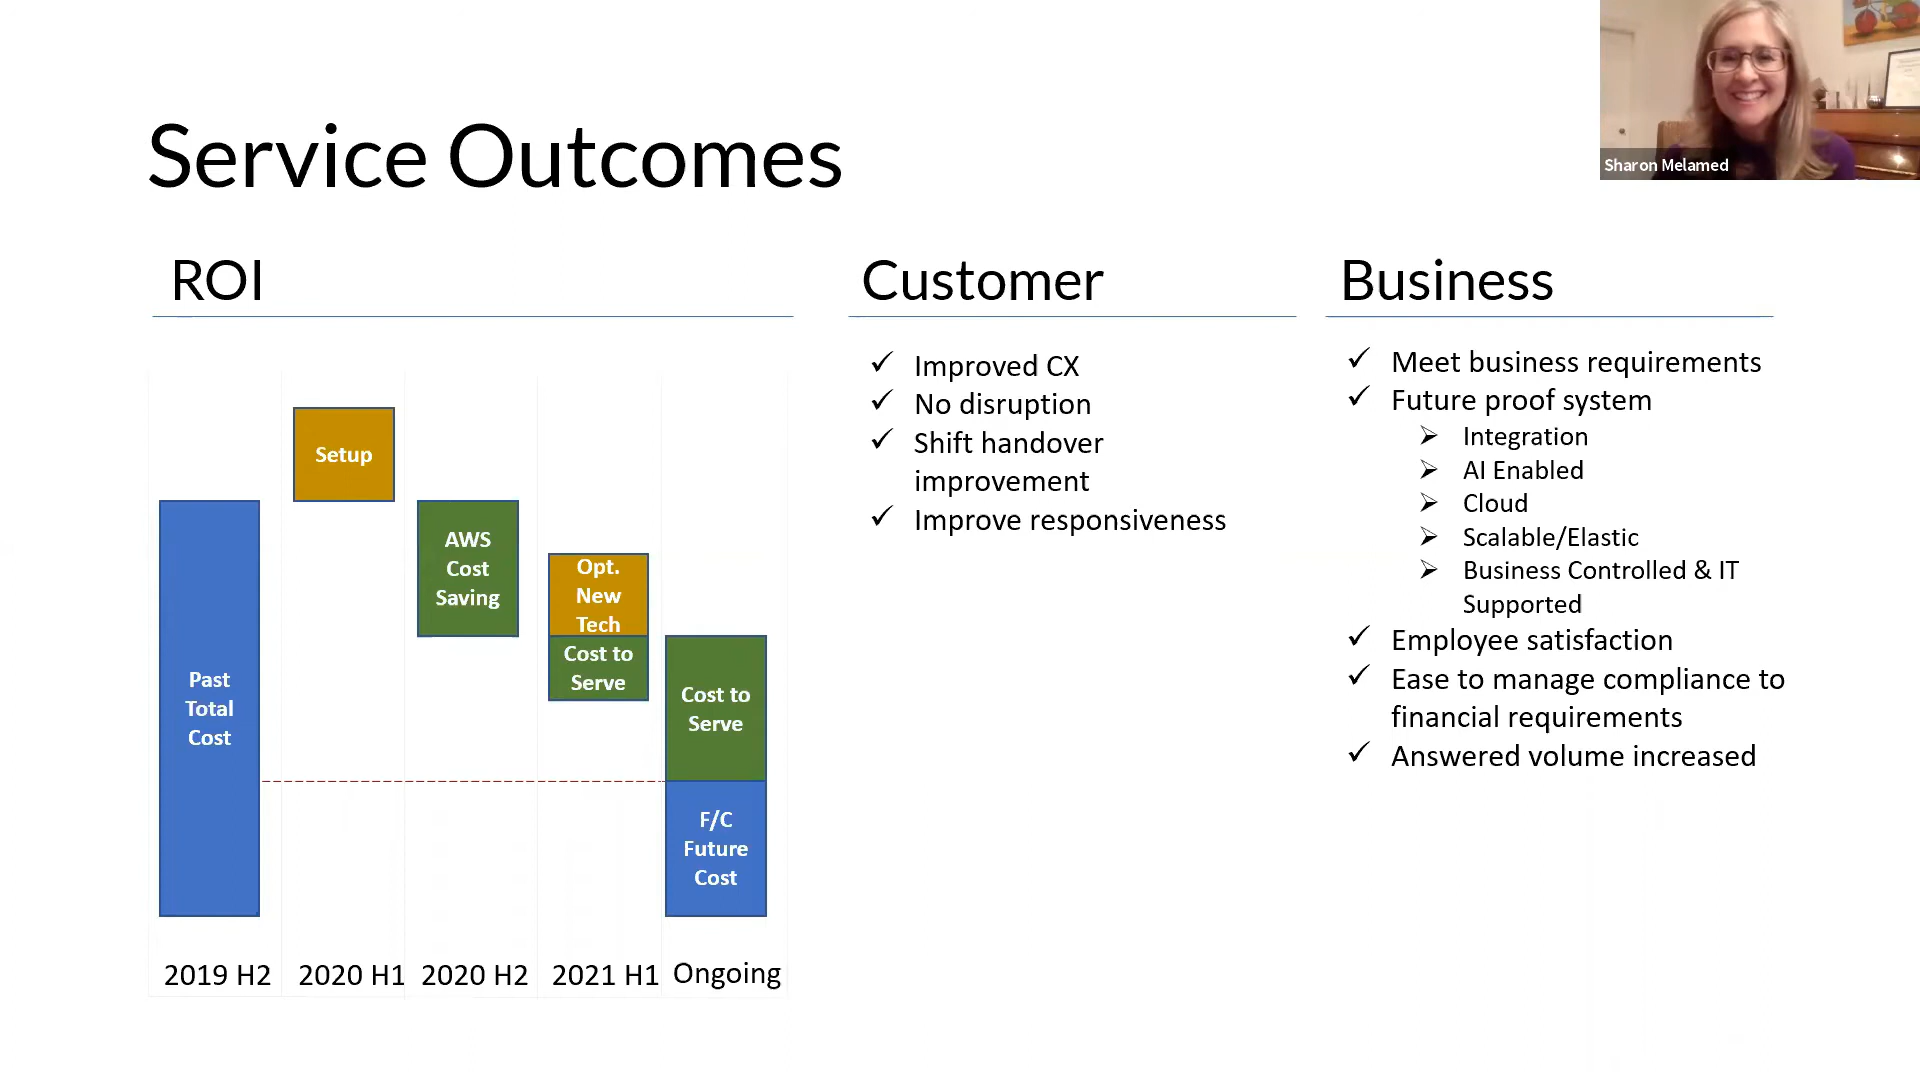 Service Outcomes
Sharon Melamed
ROI
Setup
AWS
Cost
Saving
Opt.
New
Tech
Cost to
Serve
Past
Total
Cost
Cost to
Serve
F/C
Future
Cost
2019 H2
2020 H1
2020 H2
2021 H1
Ongoing
Customer
✓ Improved CX
✓ No disruption
✓ Shift handover
improvement
✓ Improve responsiveness
Business
✓ Meet business requirements
✓ Future proof system
➢ Integration
➢ AI Enabled
➢ Cloud
➢ Scalable/Elastic
➢ Business Controlled & IT
Supported
✓ Employee satisfaction
✓ Ease to manage compliance to
financial requirements
✓ Answered volume increased